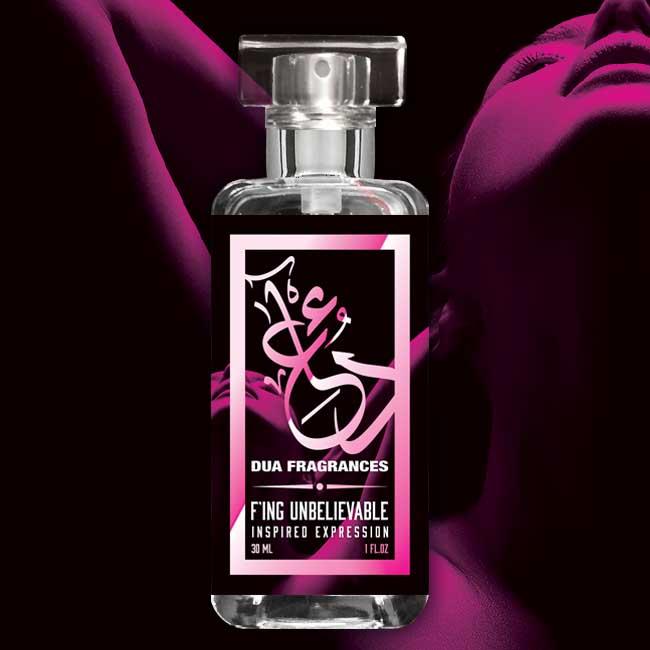 DUA FRAGRANCES
F'ING UNBELIEVABLE
INSPIRED EXPRESSION
30 ML 1 FL.OZ